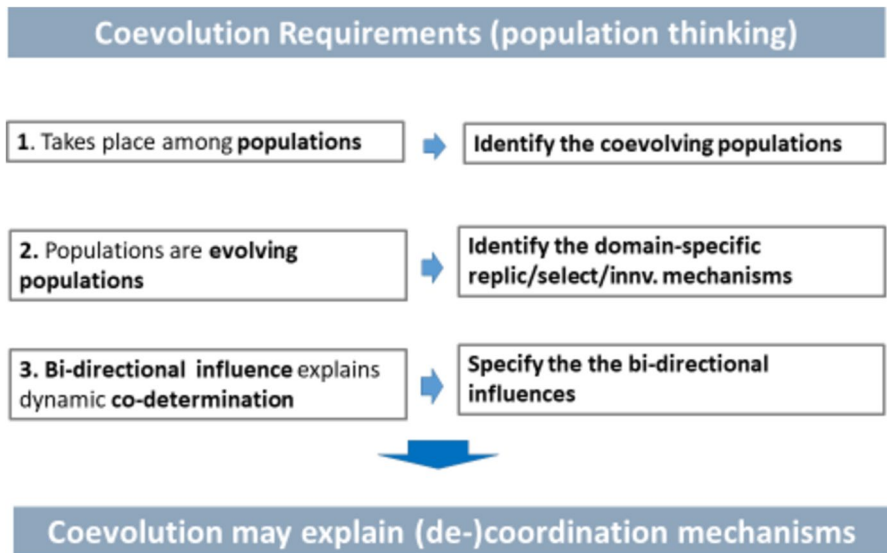 Coevolution Requirements (population thinking)
1. Takes place among populations
Identify the coevolving populations
2. Populations are evolving
populations
Identify the domain-specific
replic/select/innv. mechanisms
3. Bi-directional influence explains
dynamic co-determination
Specify the the bi-directional
influences
Coevolution may explain (de-)coordination mechanisms